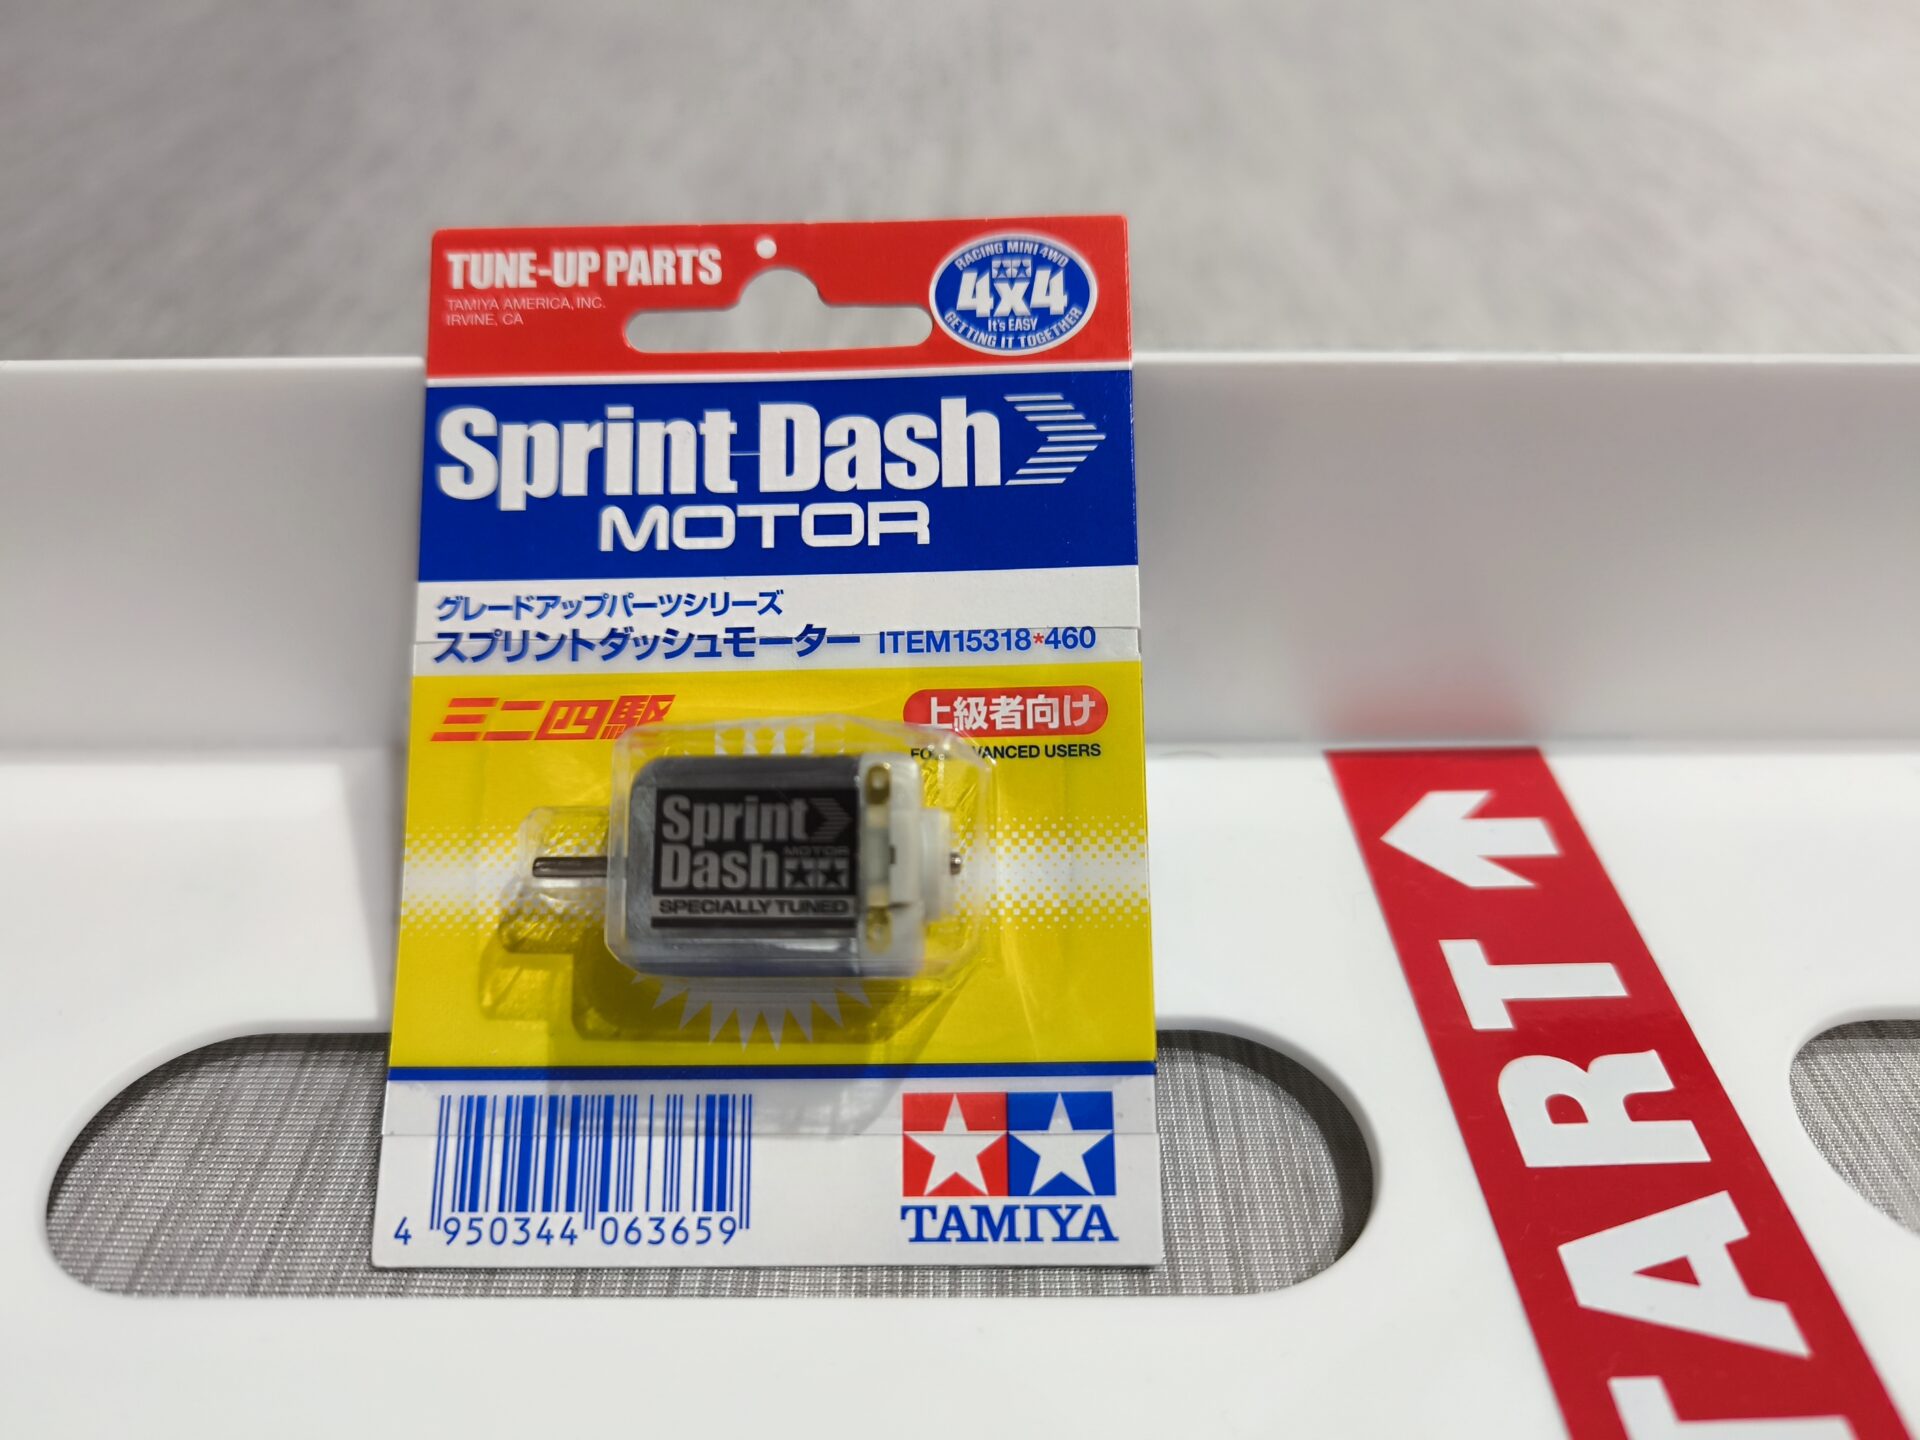 TUNE-UP PARTS
TAMIYA AMERICA, INC.
IRVINE, CA
RACING MINI 4WD
4x4
It's EASY
GETTING IT TOGETHER
Sprint Dash
MOTOR
グレードアップパーツシリーズ
スプリントダッシュモーター ITEM15318*460
ミニ四駆
上級者向け
ADVANCED USERS
Sprint
Dash MOTOR
SPECIALLY TUNED
4 950344 063659
TAMIYA
TART